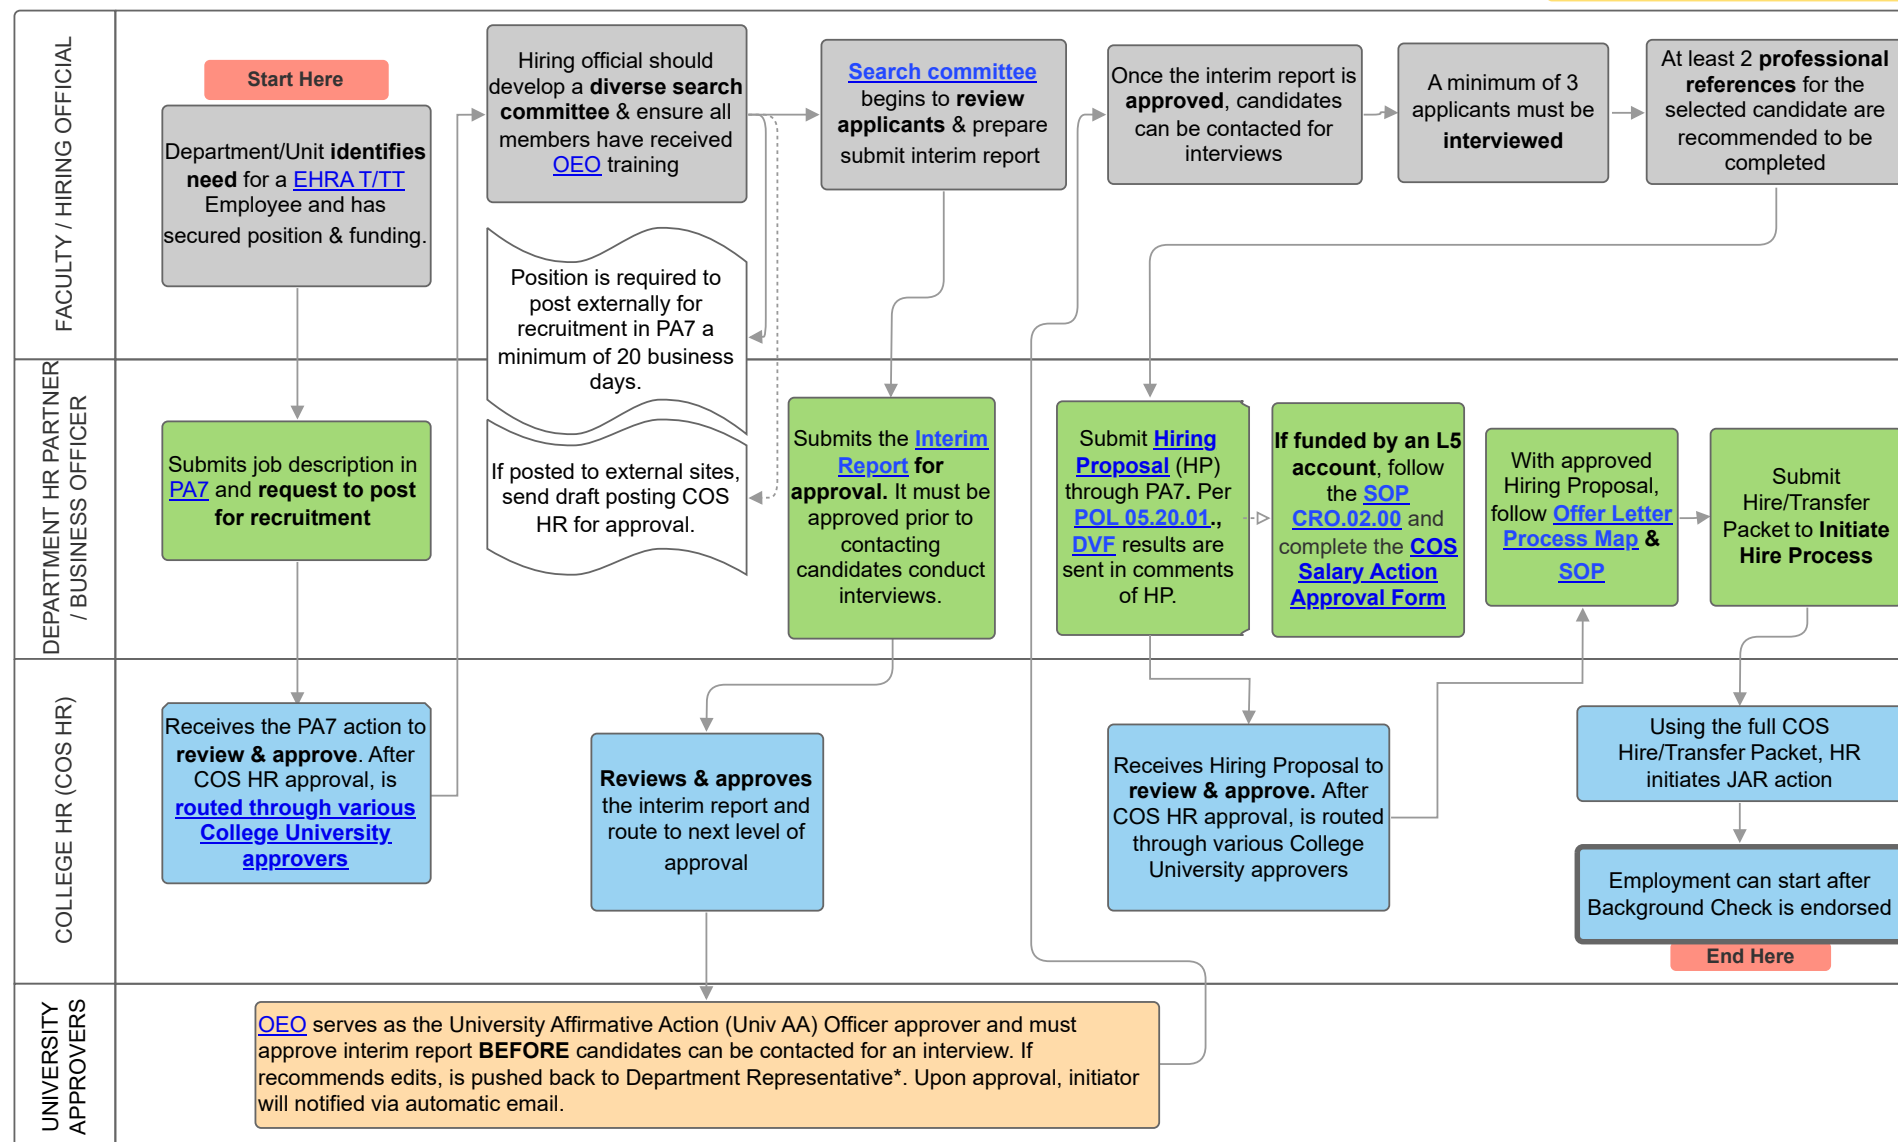 FACULTY / HIRING OFFICIAL
Start Here
Department/Unit identifies
need for a EHRA T/TT
Employee and has
secured position & funding.
Hiring official should
develop a diverse search
committee & ensure all
members have received
OEO training
Position is required to
post externally for
recruitment in PA7 a
minimum of 20 business
days.
If posted to external sites,
send draft posting COS
HR for approval.
Search committee
begins to review
applicants & prepare
submit interim report
Once the interim report is
approved, candidates
can be contacted for
interviews
A minimum of 3
applicants must be
interviewed
At least 2 professional
references for the
selected candidate are
recommended to be
completed
DEPARTMENT HR PARTNER
/ BUSINESS OFFICER
Submits job description in
PA7 and request to post
for recruitment
Submits the Interim
Report for
approval. It must be
approved prior to
contacting
candidates conduct
interviews.
Submit Hiring
Proposal (HP)
through PA7. Per
POL 05.20.01.,
DVF results are
sent in comments
of HP.
If funded by an L5
account, follow
the SOP
CRO.02.00 and
complete the COS
Salary Action
Approval Form
With approved
Hiring Proposal,
follow Offer Letter
Process Map &
SOP
Submit
Hire/Transfer
Packet to Initiate
Hire Process
COLLEGE HR (COS HR)
Receives the PA7 action to
review & approve. After
COS HR approval, is
routed through various
College University
approvers
Reviews & approves
the interim report and
route to next level of
approval
Receives Hiring Proposal to
review & approve. After
COS HR approval, is routed
through various College
University approvers
Using the full COS
Hire/Transfer Packet, HR
initiates JAR action
Employment can start after
Background Check is endorsed
End Here
UNIVERSITY
APPROVERS
OEO serves as the University Affirmative Action (Univ AA) Officer approver and must
approve interim report BEFORE candidates can be contacted for an interview. If
recommends edits, is pushed back to Department Representative*. Upon approval, initiator
will notified via automatic email.